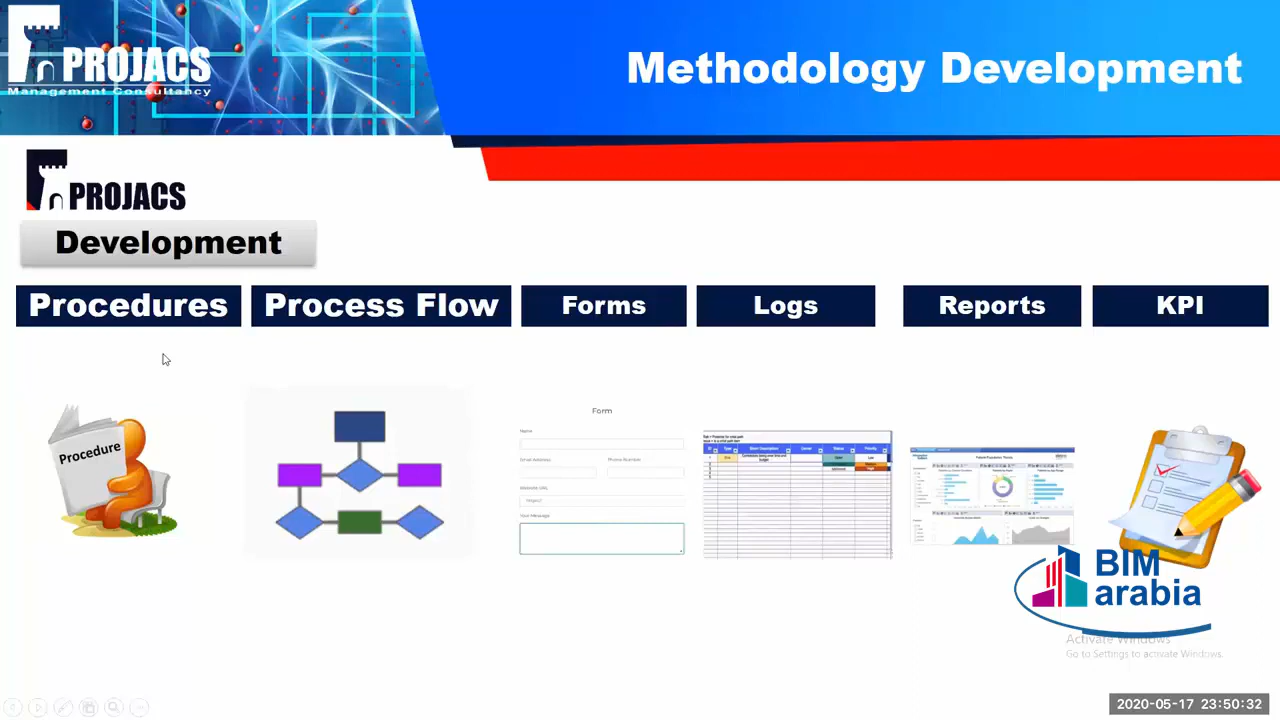 PROJACS
Management Consultancy
Methodology Development
PROJACS
Development
Procedures
Process Flow
Forms
Logs
Reports
KPI
Procedure
Form
Name
Email Address
Phone Number
Website URL
Your Message
BIM
arabia
Activate Windows
Go to Settings to activate Windows.
2020-05-17 23:50:32